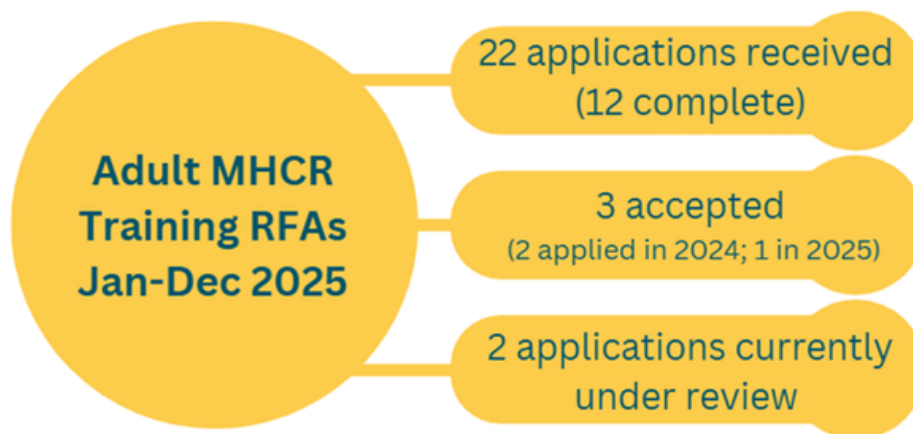 Adult MHCR
Training RFAs
Jan-Dec 2025
22 applications received
(12 complete)
3 accepted
(2 applied in 2024; 1 in 2025)
2 applications currently
under review